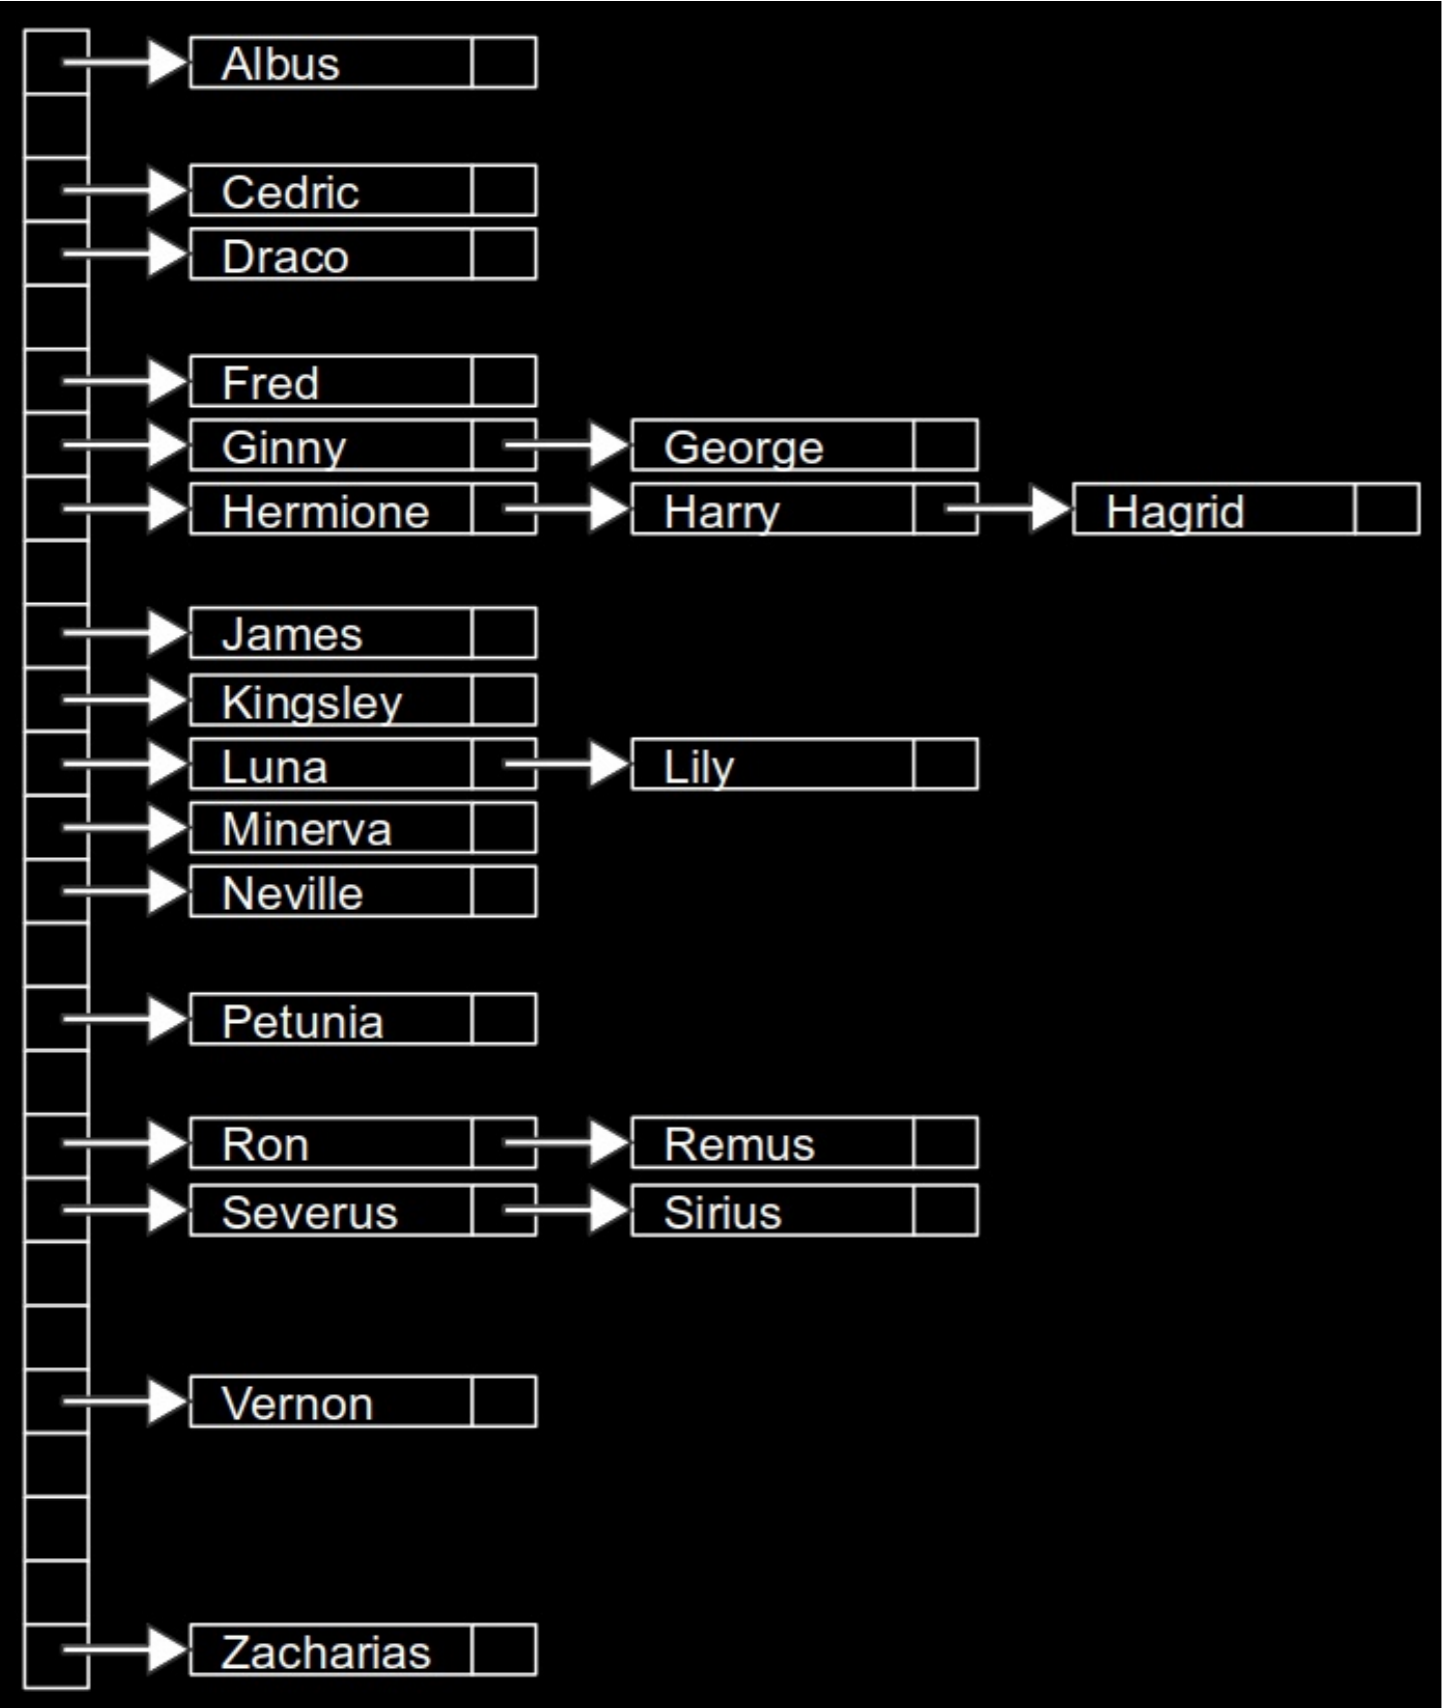 Albus
Cedric
Draco
Fred
Ginny George
Hermione Harry Hagrid
James
Kingsley
Luna Lily
Minerva
Neville
Petunia
Ron Remus
Severus Sirius
Vernon
Zacharias